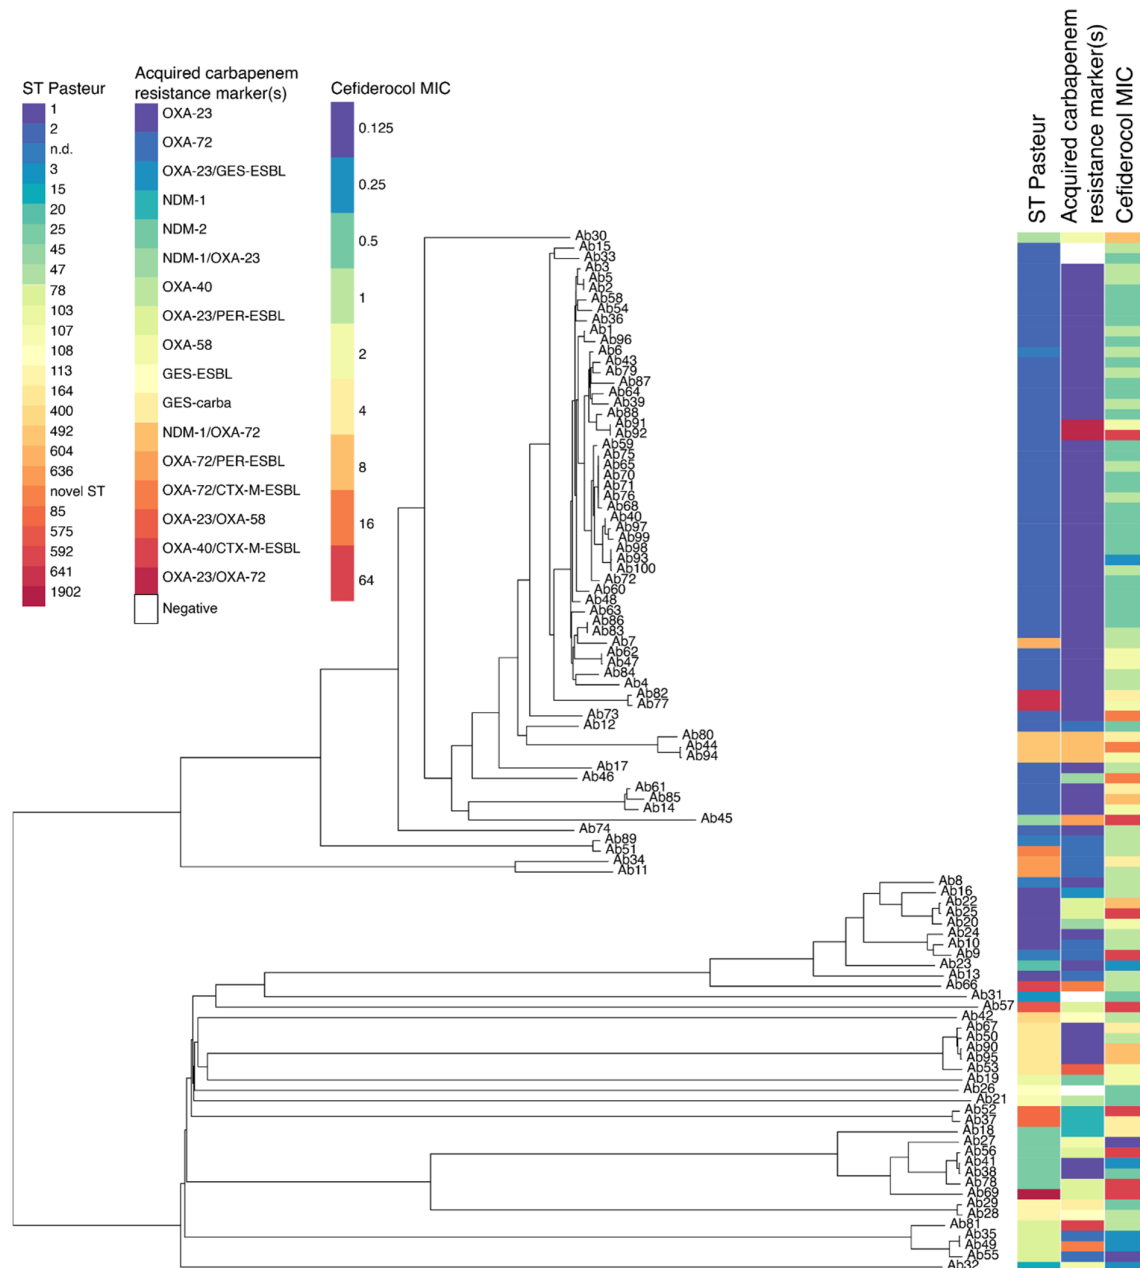 ST Pasteur
1
2
n.d.
3
15
20
25
45
47
78
103
107
108
113
164
400
492
604
636
novel ST
85
575
592
641
1902
Acquired carbapenem
resistance marker(s)
OXA-23
OXA-72
OXA-23/GES-ESBL
NDM-1
NDM-2
NDM-1/OXA-23
OXA-40
OXA-23/PER-ESBL
OXA-58
GES-ESBL
GES-carba
NDM-1/OXA-72
OXA-72/PER-ESBL
OXA-72/CTX-M-ESBL
OXA-23/OXA-58
OXA-40/CTX-M-ESBL
OXA-23/OXA-72
Negative
Cefiderocol MIC
0.125
0.25
0.5
1
2
4
8
16
64
ST Pasteur
Acquired carbapenem
resistance marker(s)
Cefiderocol MIC
Ab30
Ab15
Ab33
Ab3
Ab5
Ab2
Ab58
Ab54
Ab36
Ab1
Ab96
Ab6
Ab43
Ab79
Ab87
Ab64
Ab39
Ab88
Ab91
Ab92
Ab59
Ab75
Ab65
Ab70
Ab71
Ab76
Ab68
Ab40
Ab97
Ab99
Ab98
Ab93
Ab100
Ab72
Ab60
Ab48
Ab63
Ab86
Ab83
Ab7
Ab62
Ab47
Ab84
Ab4
Ab82
Ab77
Ab73
Ab12
Ab80
Ab44
Ab94
Ab17
Ab46
Ab61
Ab85
Ab14
Ab45
Ab74
Ab89
Ab51
Ab34
Ab11
Ab8
Ab16
Ab22
Ab25
Ab20
Ab24
Ab10
Ab9
Ab23
Ab13
Ab66
Ab31
Ab57
Ab42
Ab67
Ab50
Ab90
Ab95
Ab53
Ab19
Ab26
Ab21
Ab52
Ab37
Ab18
Ab27
Ab56
Ab41
Ab38
Ab78
Ab69
Ab29
Ab28
Ab81
Ab35
Ab49
Ab55
Ab32